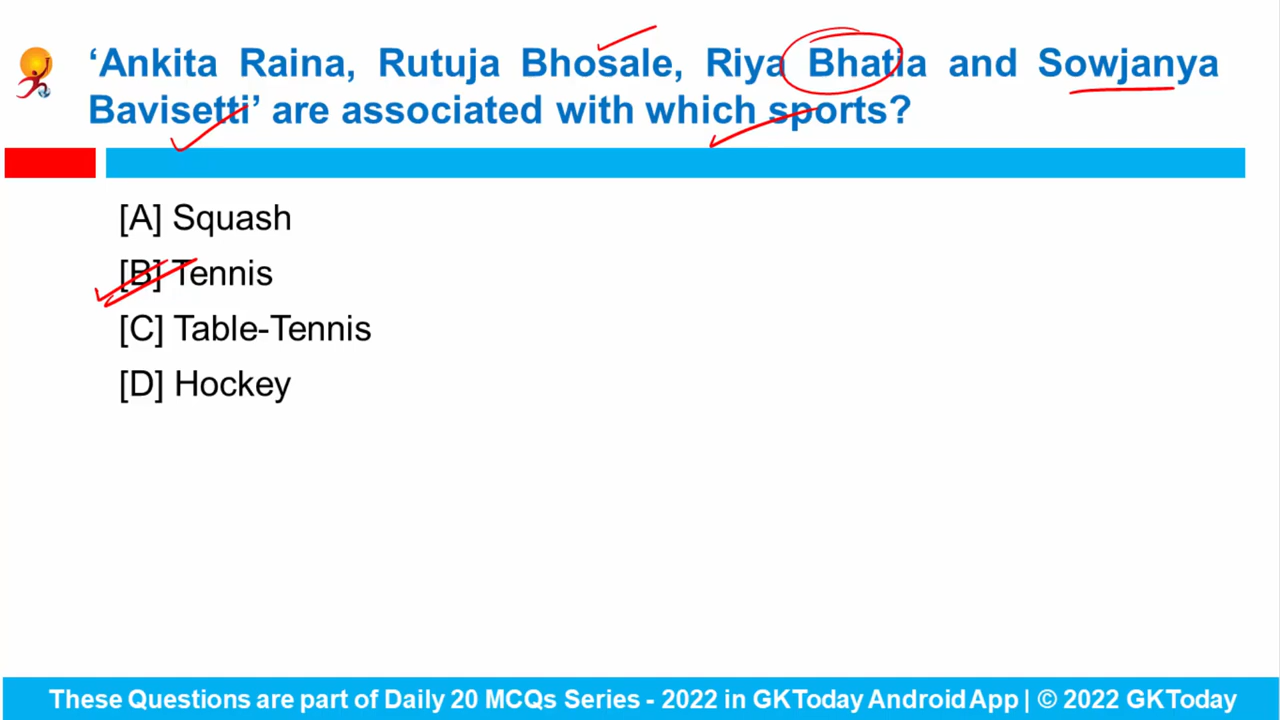 ‘Ankita Raina, Rutuja Bhosale, Riya Bhatia and Sowjanya
Bavisetti’ are associated with which sports?
[A] Squash
[B] Tennis
[C] Table-Tennis
[D] Hockey
These Questions are part of Daily 20 MCQs Series - 2022 in GKToday Android App | © 2022 GKToday